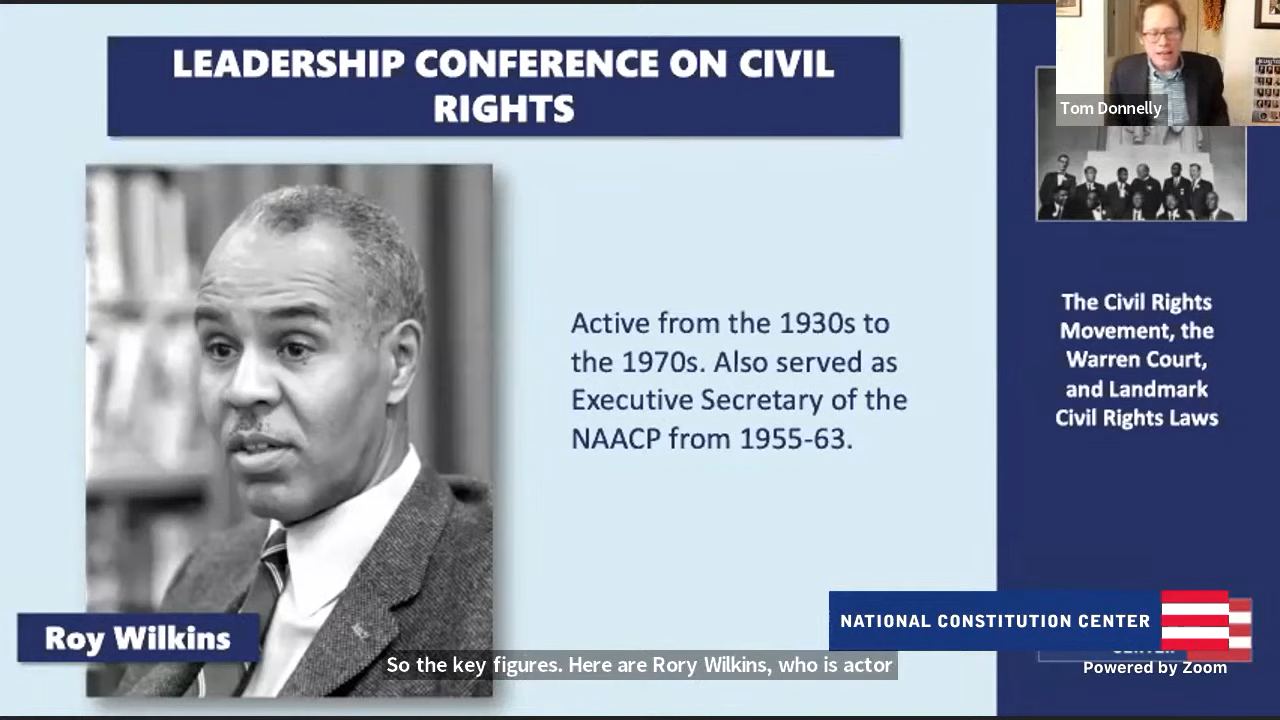 LEADERSHIP CONFERENCE ON CIVIL
RIGHTS
Tom Donnelly
Active from the 1930s to
the 1970s. Also served as
Executive Secretary of the
NAACP from 1955-63.
The Civil Rights
Movement, the
Warren Court,
and Landmark
Civil Rights Laws
Roy Wilkins
NATIONAL CONSTITUTION CENTER
So the key figures. Here are Rory Wilkins, who is actor
Powered by Zoom